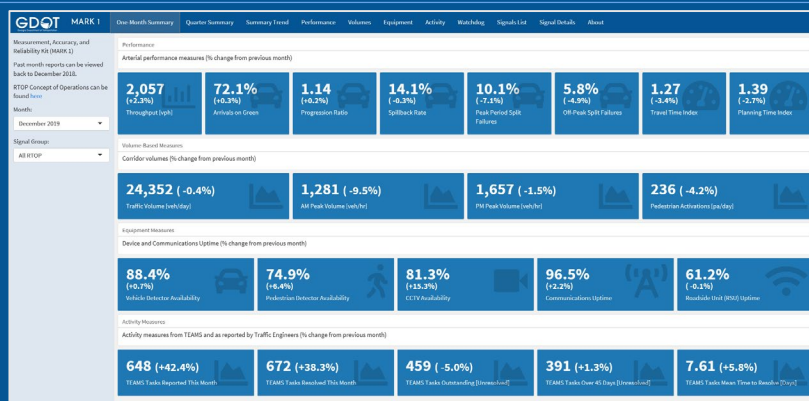 GDOT MARK 1 One Month Summary Quarter Summary Summary Trend Performance Volumes Equipment Activity Watchdog Signals List Signal Details About
Measurement, Accuracy, and
Reliability Kit (MARK 1)
Past month reports can be viewed
back to December 2018.
RTOP Concept of Operations can be
found here
Month:
December 2019
Signal Group:
All RTOP
Performance
Arterial performance measures (% change from previous month)
2,057
(+2.3%)
Throughput (vph)
72.1%
(+0.3%)
Arrivals on Green
1.14
(+0.2%)
Progression Ratio
14.1%
( -0.3%)
Spillback Rate
10.1%
( -7.1%)
Peak Period Split
Failures
5.8%
( -4.9%)
Off-Peak Split Failures
1.27
( -3.4%)
Travel Time Index
1.39
( -2.7%)
Planning Time Index
Volume-Based Measures
Corridor volumes (% change from previous month)
24,352 ( -0.4%)
Traffic Volume [veh/day]
1,281 ( -9.5%)
AM Peak Volume [veh/hr]
1,657 ( -1.5%)
PM Peak Volume [veh/hr]
236 ( -4.2%)
Pedestrian Activations [pa/day]
Equipment Measures
Device and Communications Uptime (% change from previous month)
88.4%
(+0.7%)
Vehicle Detector Availability
74.9%
(+6.4%)
Pedestrian Detector Availability
81.3%
(+15.3%)
CCTV Availability
96.5%
(+2.2%)
Communications Uptime
61.2%
( -0.1%)
Roadside Unit [RSU] Uptime
Activity Measures
Activity measures from TEAMS and as reported by Traffic Engineers (% change from previous month)
648 (+42.4%)
TEAMS Tasks Reported This Month
672 (+38.3%)
TEAMS Tasks Resolved This Month
459 ( -5.0%)
TEAMS Tasks Outstanding [Unresolved]
391 (+1.3%)
TEAMS Tasks Over 45 Days [Unresolved]
7.61 (+5.8%)
TEAMS Tasks Mean Time to Resolve [Days]